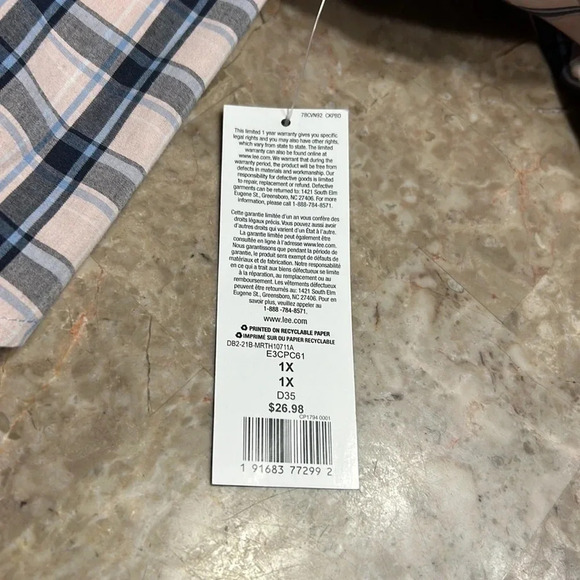 78CVN92 CKPBD
This limited 1 year warranty gives you specific
legal rights and you may also have other rights,
which vary from state to state. The limited
warranty can also be found online at
www.lee.com. We warrant that during the
warranty period, the product will be free from
defects in materials and workmanship. Our
responsibility for defective goods is limited
to repair, replacement or refund. Defective
garments can be returned to: 1421 South Elm
Eugene St., Greensboro, NC 27406. For more
information, please call 1-888-784-8571.
Cette garantie limitée d'un an vous confère des
droits légaux précis. Vous pouvez aussi avoir
d'autres droits qui varient d'un État à l'autre.
La garantie limitée peut également être
consultée en ligne à l'adresse www.lee.com.
Nous garantissons que pendant la période de
garantie, le produit sera exempt de défauts de
matériaux et de fabrication. Notre responsabilité
en ce qui a trait aux biens défectueux se limite
à la réparation, au remplacement ou au
remboursement. Les vêtements défectueux
peuvent être retournés au: 1421 South Elm
Eugene St., Greensboro, NC 27406. Pour en
savoir plus, veuillez appeler au
1-888 -784-8571.
www.lee.com
PRINTED ON RECYCLABLE PAPER
IMPRIMÉ SUR DU PAPIER RECYCLABLE
DB2-21B-MRTH10711A
E3CPC61
1X
1X
D35
$26.98
CP1794 0001
1 91683 77299 2